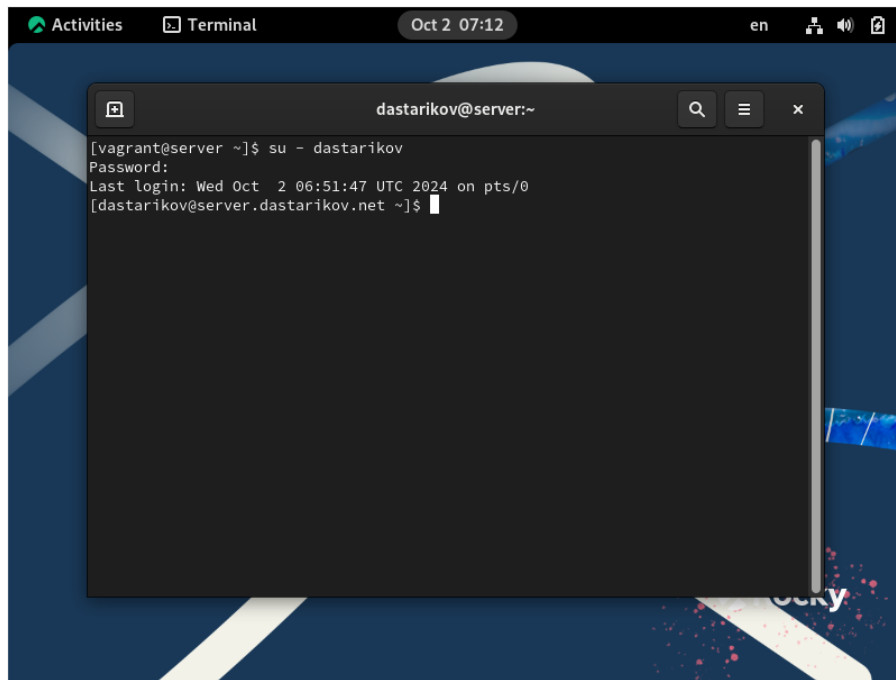 Activities Terminal Oct 2 07:12 en
dastarikov@server:~
[vagrant@server ~]$ su - dastarikov
Password:
Last login: Wed Oct  2 06:51:47 UTC 2024 on pts/0
[dastarikov@server.dastarikov.net ~]$